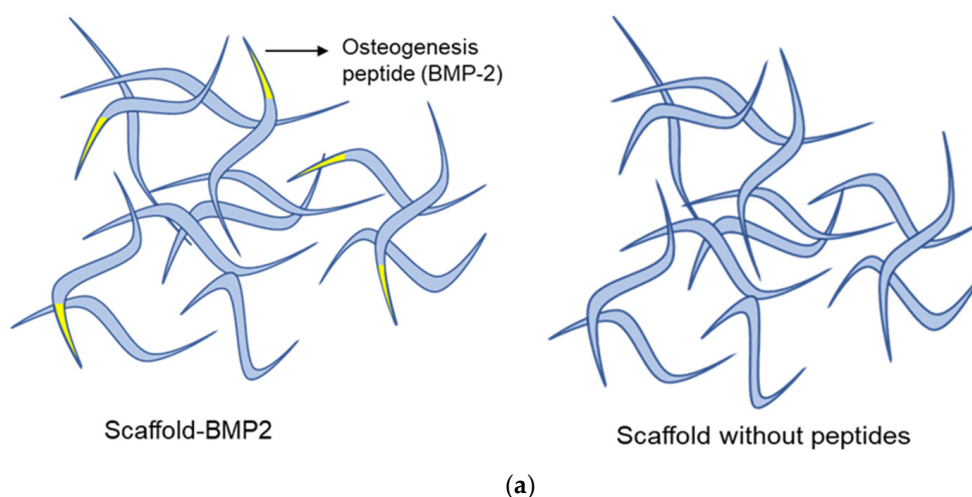 Osteogenesis
peptide (BMP-2)
Scaffold-BMP2
Scaffold without peptides
(a)